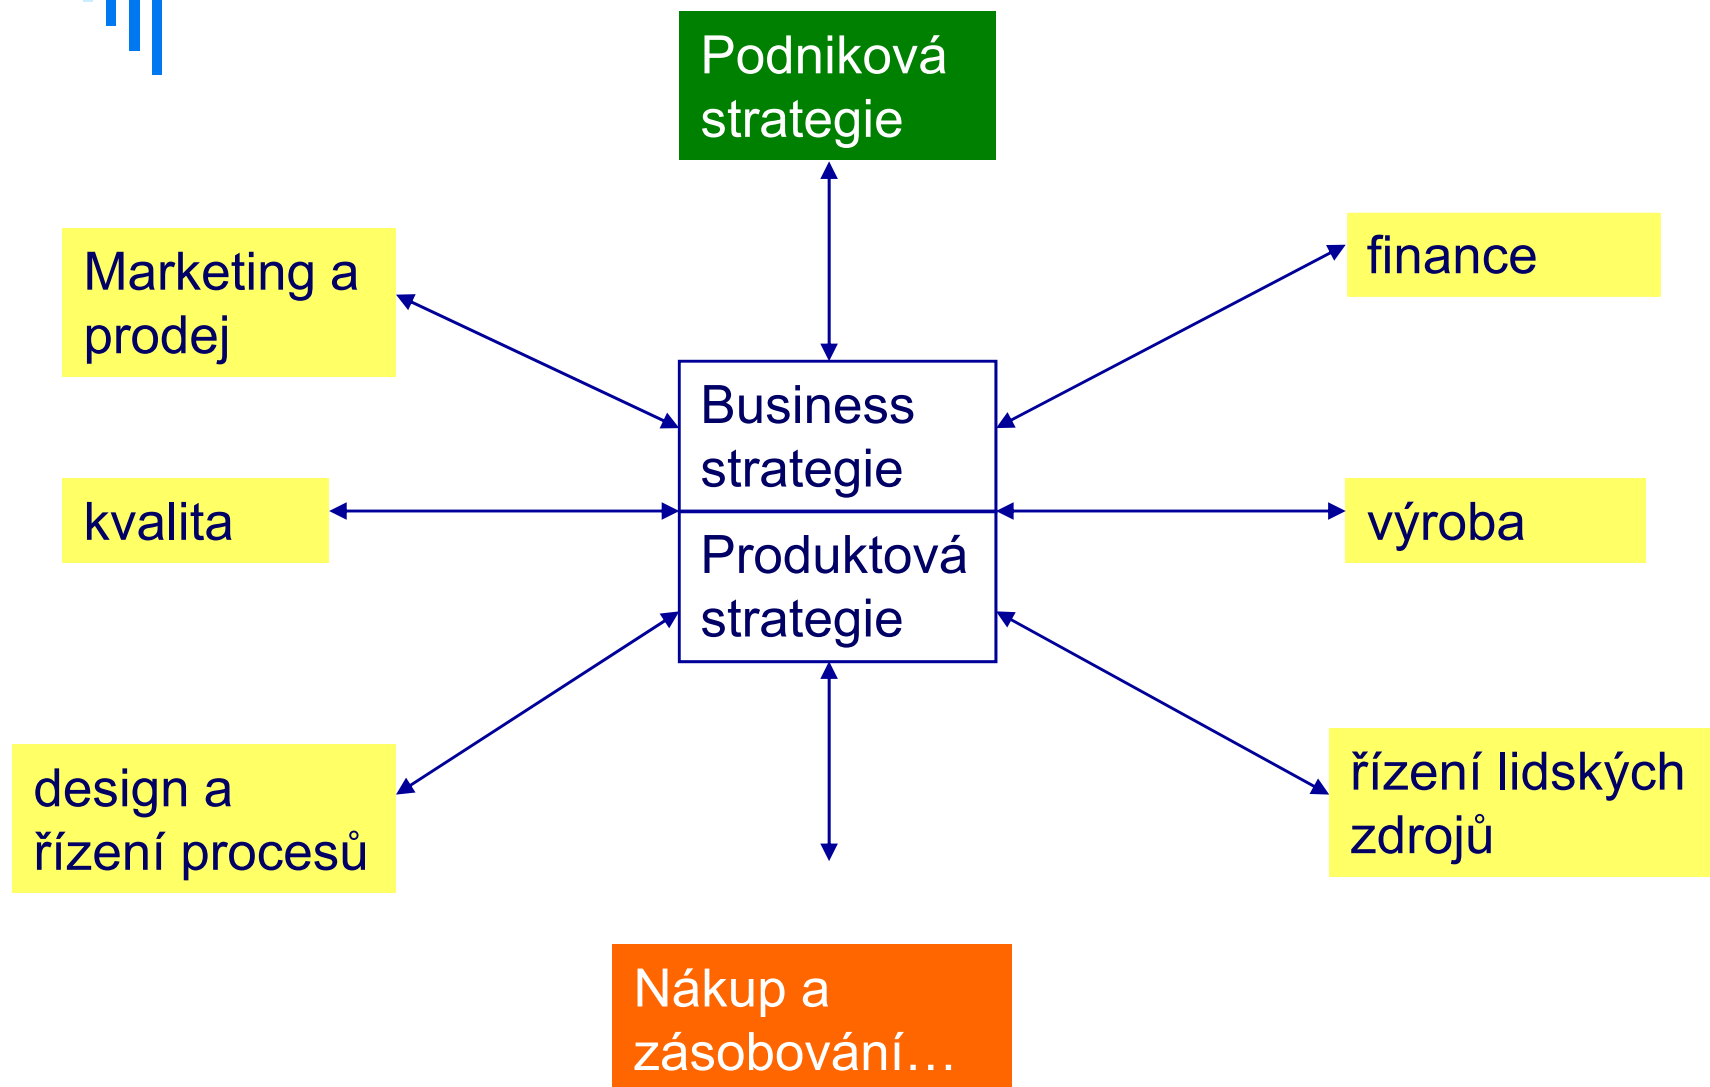 Podniková
strategie
Marketing a
prodej
finance
Business
strategie
kvalita
výroba
Produktová
strategie
design a
řízení procesů
řízení lidských
zdrojů
Nákup a
zásobování…